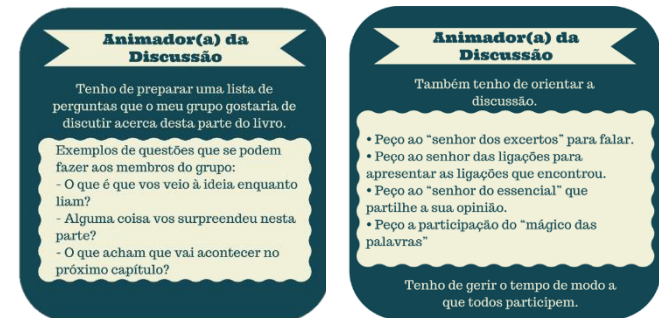 Animador(a) da
Discussão
Tenho de preparar uma lista de
perguntas que o meu grupo gostaria de
discutir acerca desta parte do livro.
Exemplos de questões que se podem
fazer aos membros do grupo:
- O que é que vos veio à ideia enquanto
liam?
- Alguma coisa vos surpreendeu nesta
parte?
- O que acham que vai acontecer no
próximo capítulo?
Animador(a) da
Discussão
Também tenho de orientar a
discussão.
• Peço ao “senhor dos excertos” para falar.
• Peço ao senhor das ligações para
apresentar as ligações que encontrou.
• Peço ao “senhor do essencial” que
partilhe a sua opinião.
• Peço a participação do “mágico das
palavras”
Tenho de gerir o tempo de modo a
que todos participem.